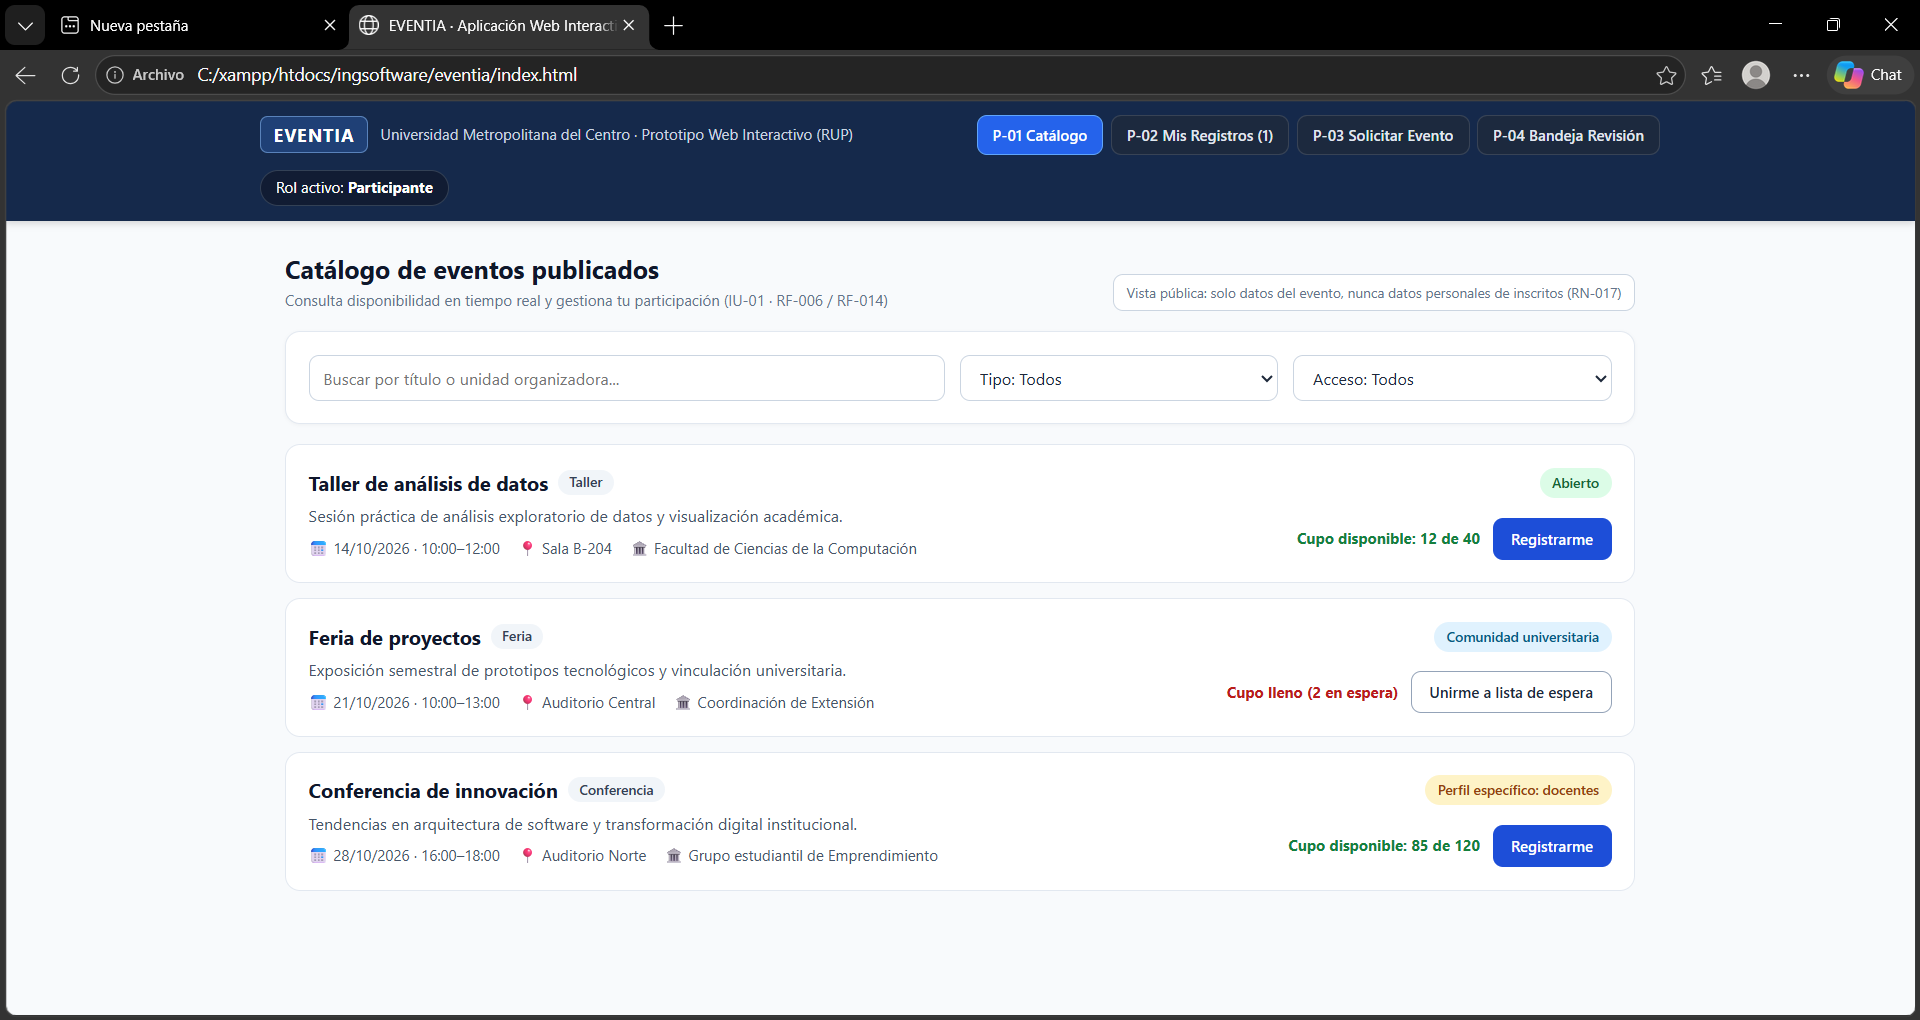 Nueva pestaña
EVENTIA · Aplicación Web Interacti
Archivo C:/xampp/htdocs/ingsoftware/eventia/index.html
Chat
EVENTIA Universidad Metropolitana del Centro · Prototipo Web Interactivo (RUP)
P-01 Catálogo P-02 Mis Registros (1) P-03 Solicitar Evento P-04 Bandeja Revisión
Rol activo: Participante
Catálogo de eventos publicados
Consulta disponibilidad en tiempo real y gestiona tu participación (IU-01 · RF-006 / RF-014)
Vista pública: solo datos del evento, nunca datos personales de inscritos (RN-017)
Buscar por título o unidad organizadora...
Tipo: Todos
Acceso: Todos
Taller de análisis de datos Taller
Abierto
Sesión práctica de análisis exploratorio de datos y visualización académica.
14/10/2026 · 10:00–12:00 Sala B-204 Facultad de Ciencias de la Computación
Cupo disponible: 12 de 40 Registrarme
Feria de proyectos Feria
Comunidad universitaria
Exposición semestral de prototipos tecnológicos y vinculación universitaria.
21/10/2026 · 10:00–13:00 Auditorio Central Coordinación de Extensión
Cupo lleno (2 en espera) Unirme a lista de espera
Conferencia de innovación Conferencia
Perfil específico: docentes
Tendencias en arquitectura de software y transformación digital institucional.
28/10/2026 · 16:00–18:00 Auditorio Norte Grupo estudiantil de Emprendimiento
Cupo disponible: 85 de 120 Registrarme